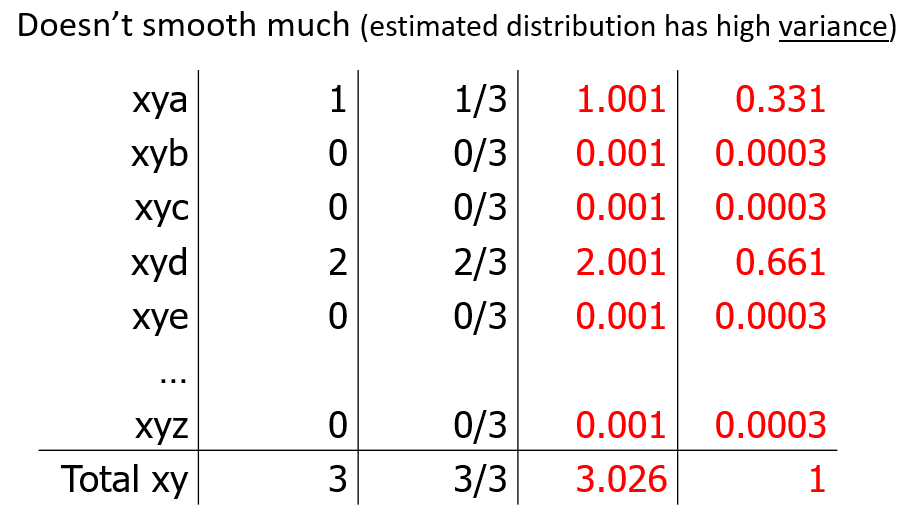 Doesn’t smooth much (estimated distribution has high variance)
xya 1 1/3 1.001 0.331
xyb 0 0/3 0.001 0.0003
xyc 0 0/3 0.001 0.0003
xyd 2 2/3 2.001 0.661
xye 0 0/3 0.001 0.0003
...
xyz 0 0/3 0.001 0.0003
Total xy 3 3/3 3.026 1